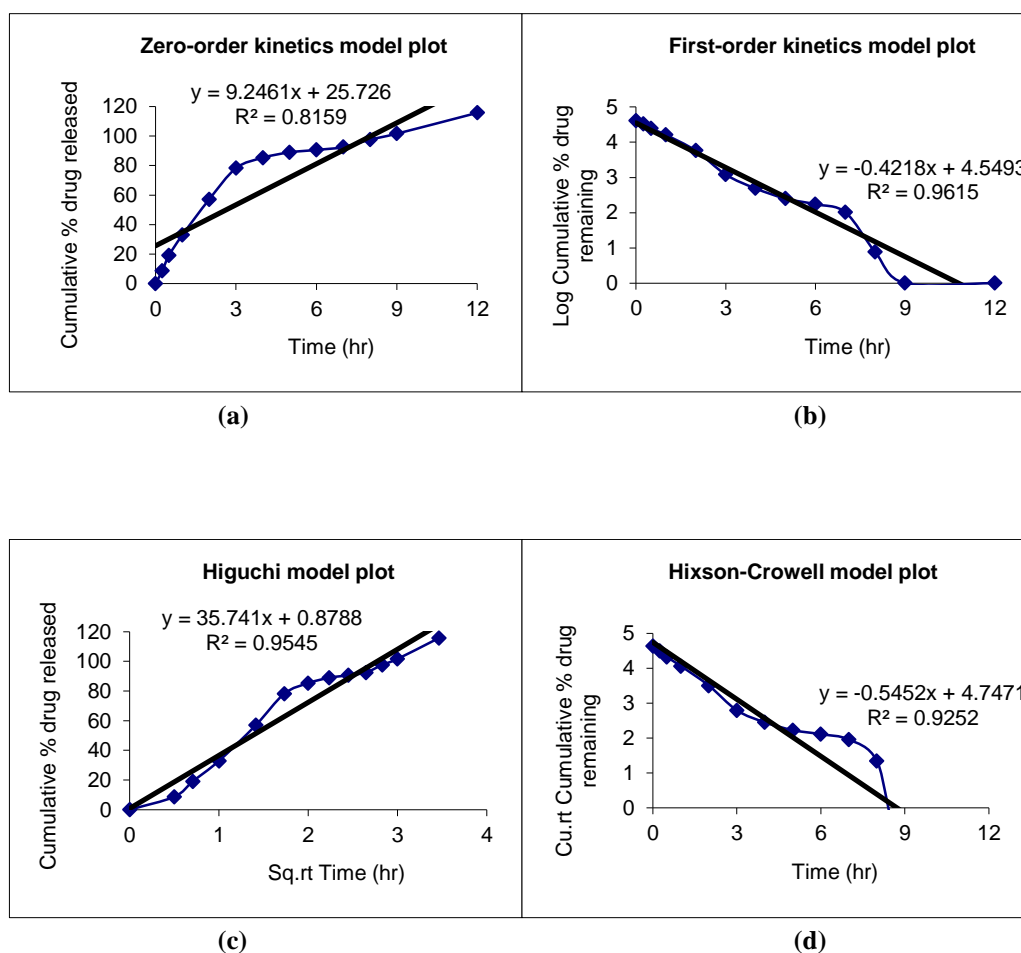 Zero-order kinetics model plot
y = 9.2461x + 25.726
R² = 0.8159
Cumulative % drug released
120
100
80
60
40
20
0
0 3 6 9 12
Time (hr)
(a)
First-order kinetics model plot
y = -0.4218x + 4.5493
R² = 0.9615
Log Cumulative % drug
remaining
5
4
3
2
1
0
0 3 6 9 12
Time (hr)
(b)
Higuchi model plot
y = 35.741x + 0.8788
R² = 0.9545
Cumulative % drug released
120
100
80
60
40
20
0
0 1 2 3 4
Sq.rt Time (hr)
(c)
Hixson-Crowell model plot
y = -0.5452x + 4.7471
R² = 0.9252
Cu.rt Cumulative % drug
remaining
5
4
3
2
1
0
0 3 6 9 12
Time (hr)
(d)